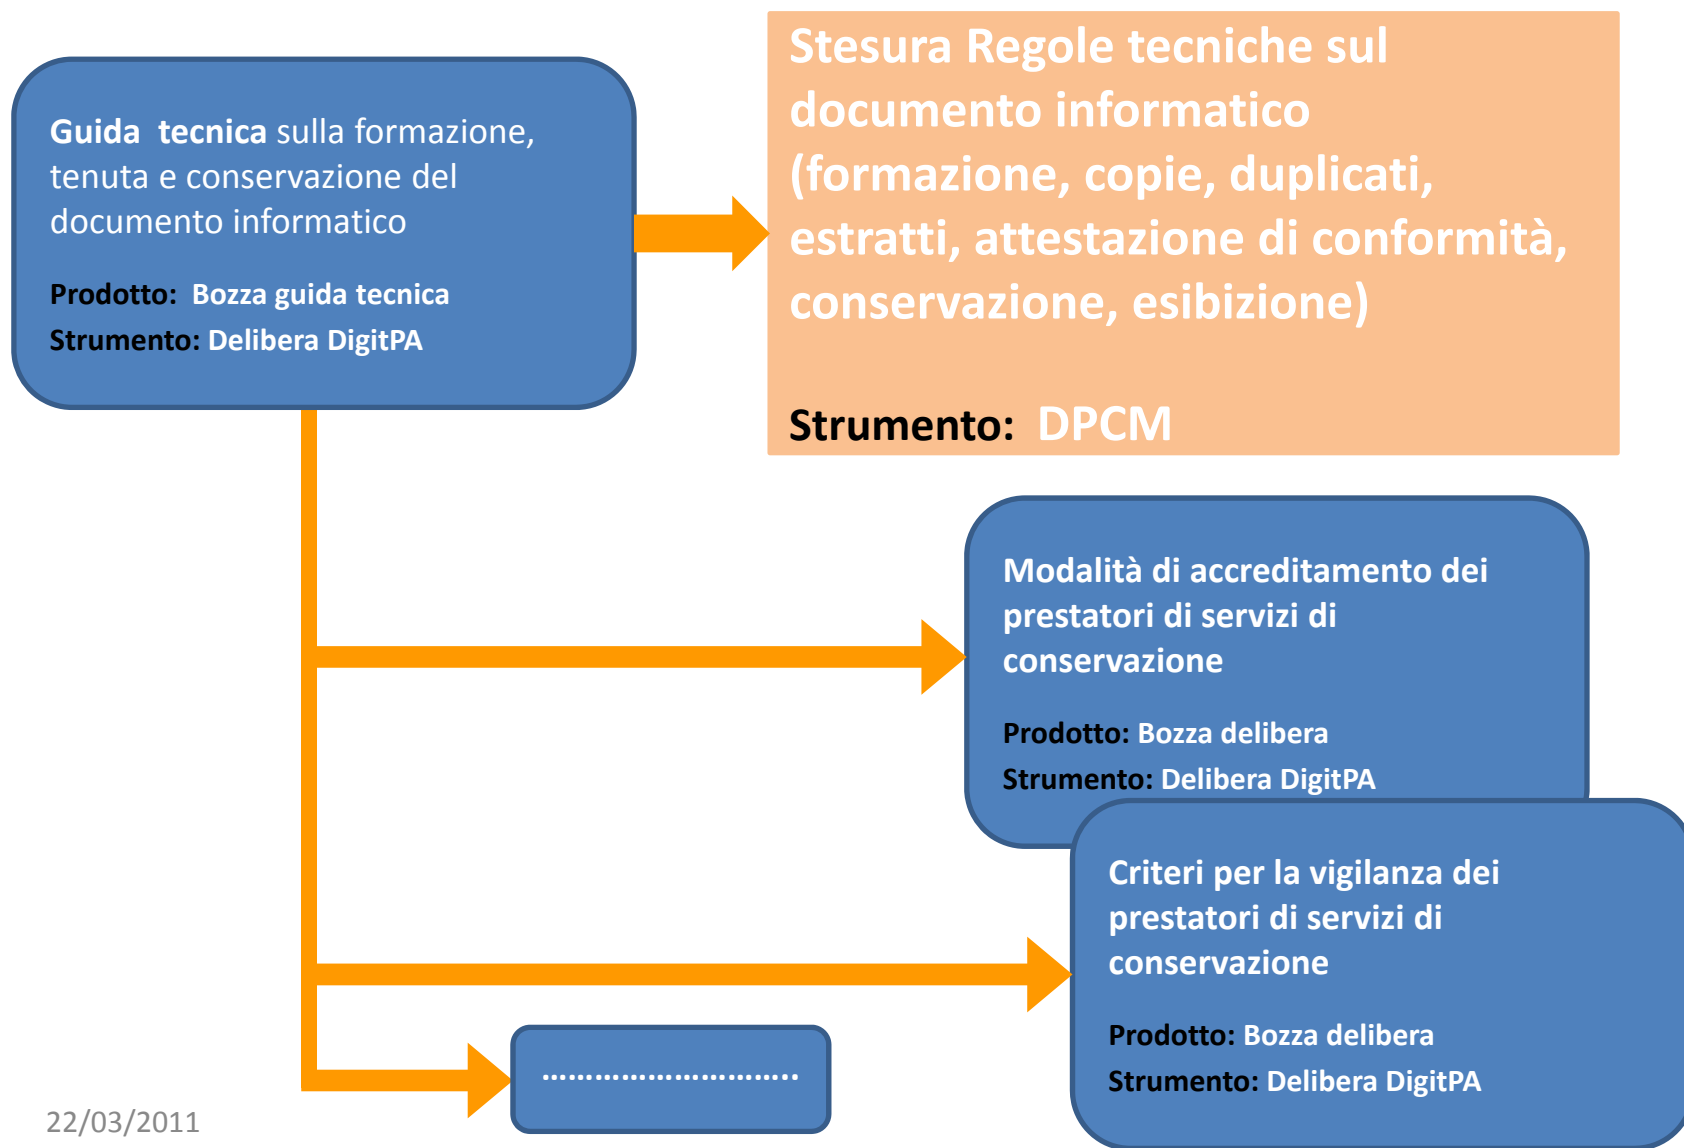 Guida  tecnica sulla formazione,
tenuta e conservazione del
documento informatico
Prodotto:  Bozza guida tecnica
Strumento: Delibera DigitPA
Stesura Regole tecniche sul
documento informatico
(formazione, copie, duplicati,
estratti, attestazione di conformità,
conservazione, esibizione)
Strumento:  DPCM
Modalità di accreditamento dei
prestatori di servizi di
conservazione
Prodotto: Bozza delibera
Strumento: Delibera DigitPA
Criteri per la vigilanza dei
prestatori di servizi di
conservazione
Prodotto: Bozza delibera
Strumento: Delibera DigitPA
.............................
22/03/2011